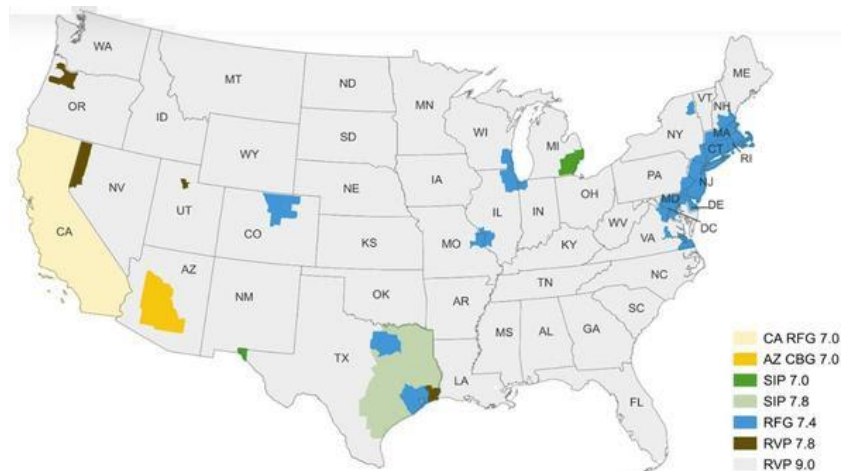 WA
MT
ND
MN
ME
VT
NH
OR
ID
SD
WI
MI
NY
MA
CT
RI
WY
IA
PA
NJ
NV
NE
IL
IN
OH
MD
DE
UT
CO
WV
DC
CA
KS
MO
KY
VA
AZ
NM
OK
AR
TN
NC
SC
MS
AL
GA
TX
LA
FL
CA RFG 7.0
AZ CBG 7.0
SIP 7.0
SIP 7.8
RFG 7.4
RVP 7.8
RVP 9.0